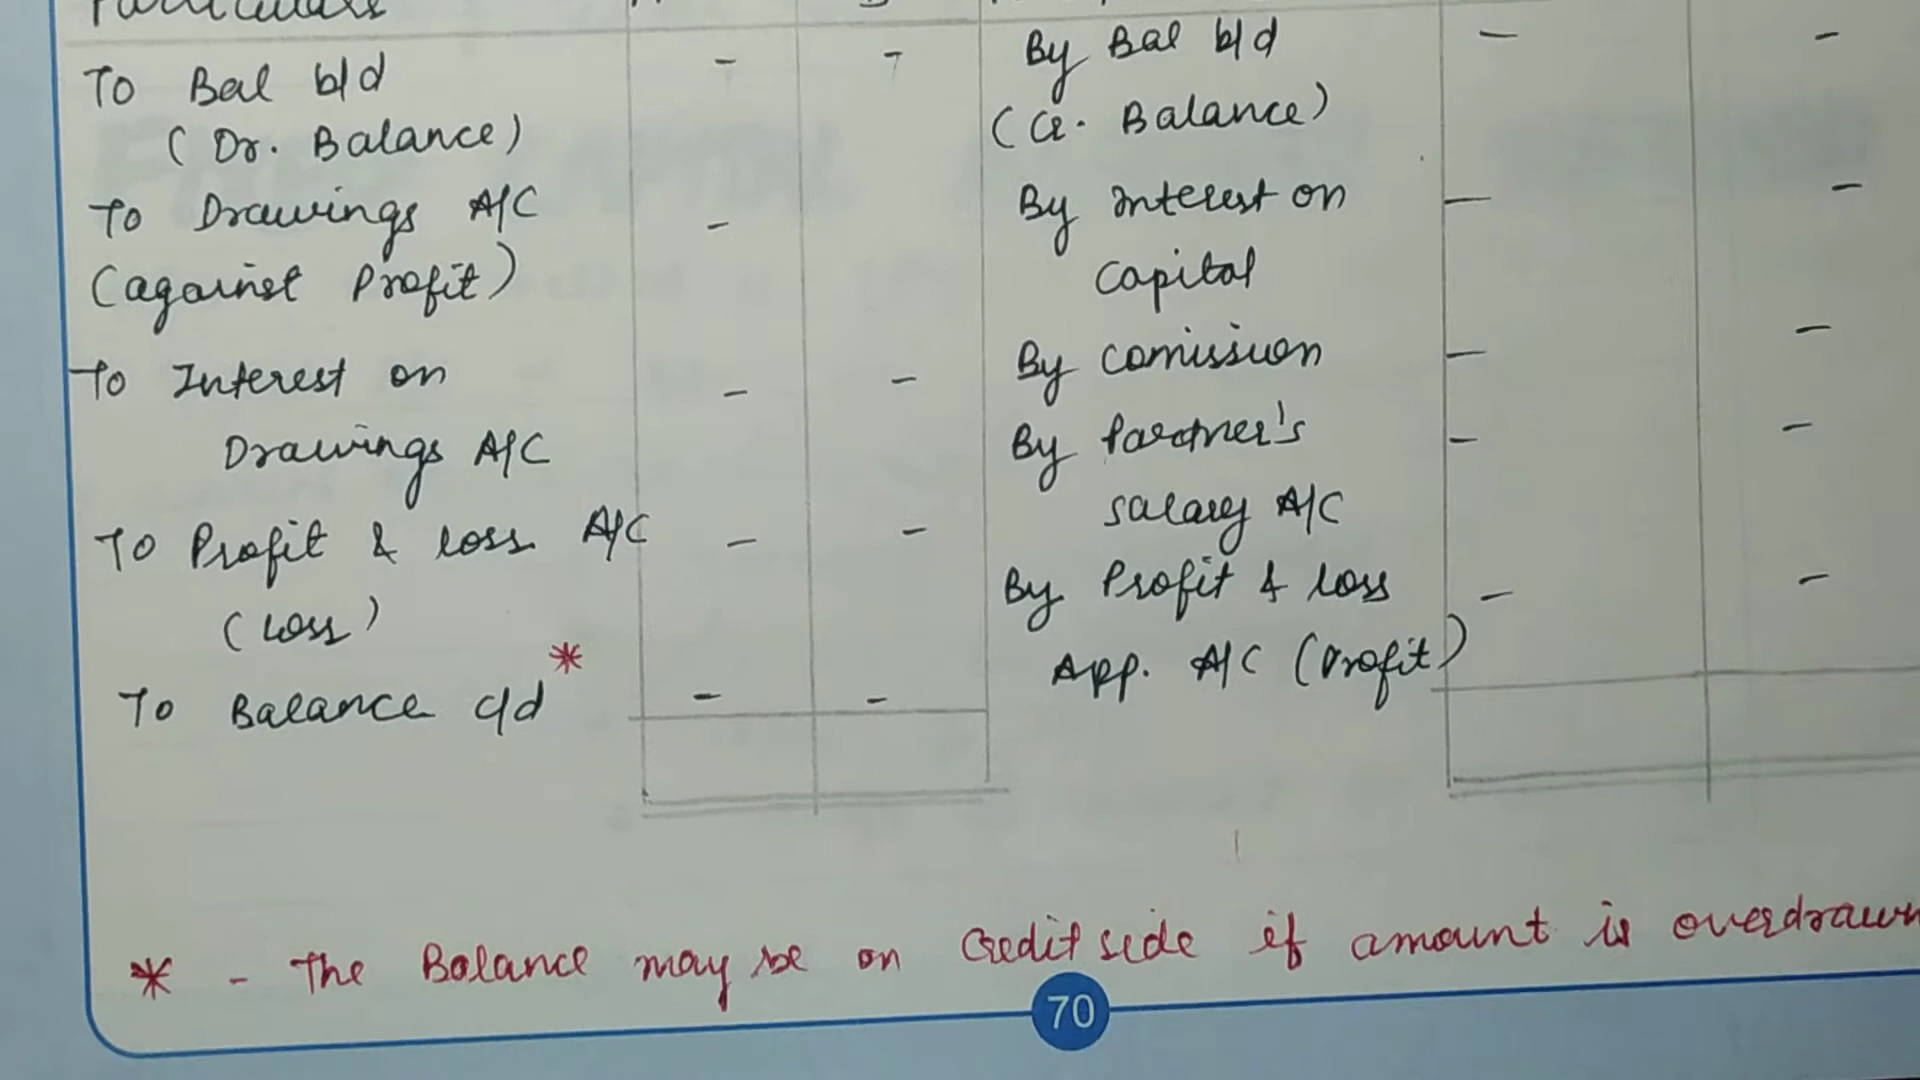 Particulars
To Bal b/d - -
(Dr. Balance)
To Drawings A/C -
(against Profit)
To Interest on - -
Drawings A/C
To Profit & loss A/C - -
(Loss)
To Balance c/d * - -
By Bal b/d - -
(Cr. Balance)
By Interest on - -
Capital
By Comission - -
By Partner's - -
Salary A/C
By Profit & loss - -
App. A/C (Profit)
* - The Balance may be on Credit side if amount is overdrawn
70